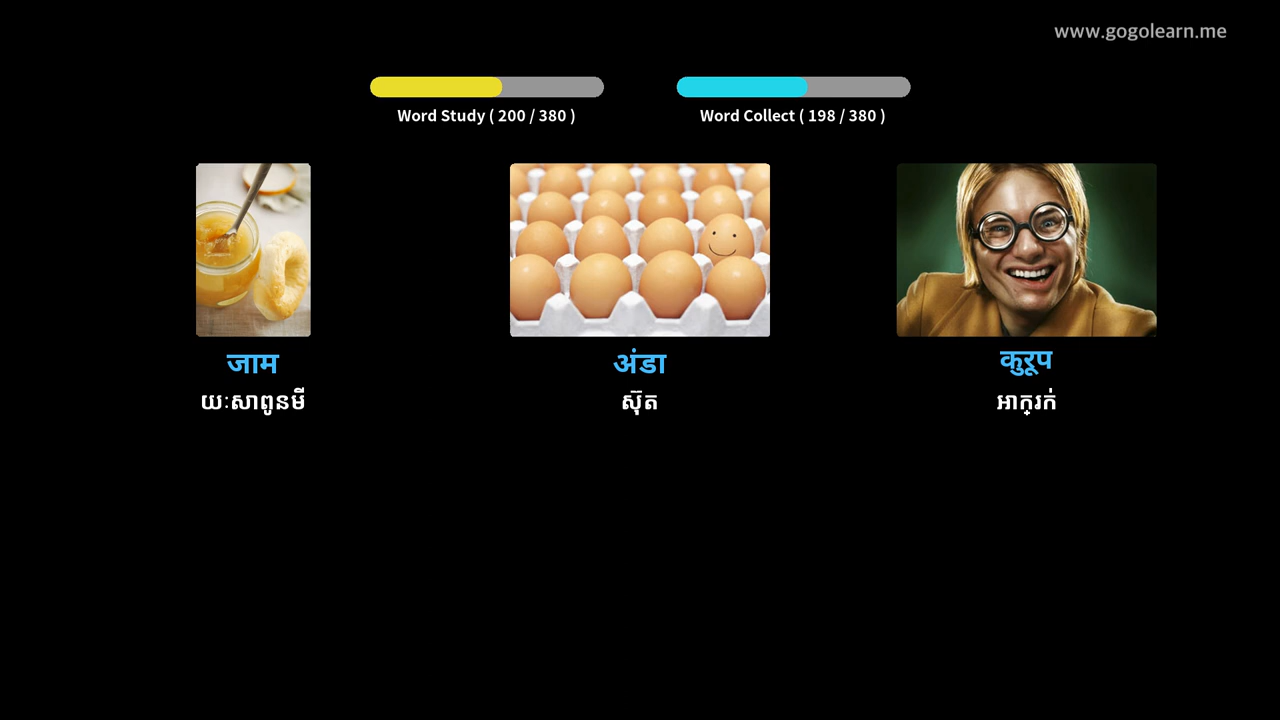 www.gogolearn.me
Word Study ( 200 / 380 )
Word Collect ( 198 / 380 )
जाम
अंडा
कुरूप
យៈសាពូនមី
ស៊ុត
អាក្រក់